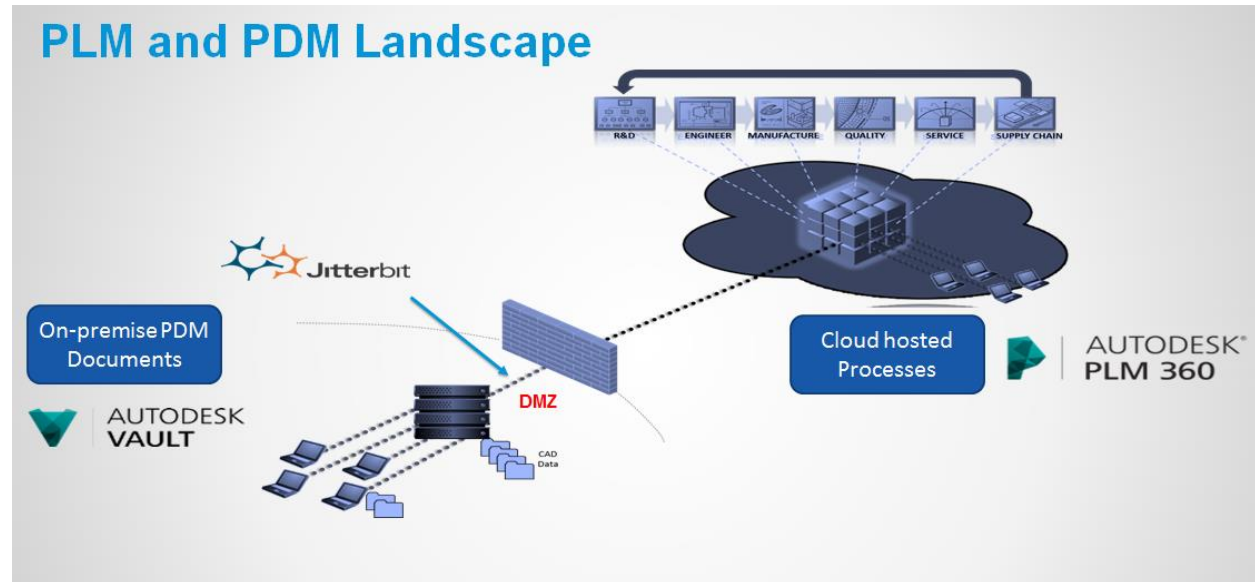 PLM and PDM Landscape
R&D
ENGINEER
MANUFACTURE
QUALITY
SERVICE
SUPPLY CHAIN
Jitterbit
On-premise PDM
Documents
AUTODESK
VAULT
DMZ
CAD
Data
Cloud hosted
Processes
AUTODESK®
PLM 360